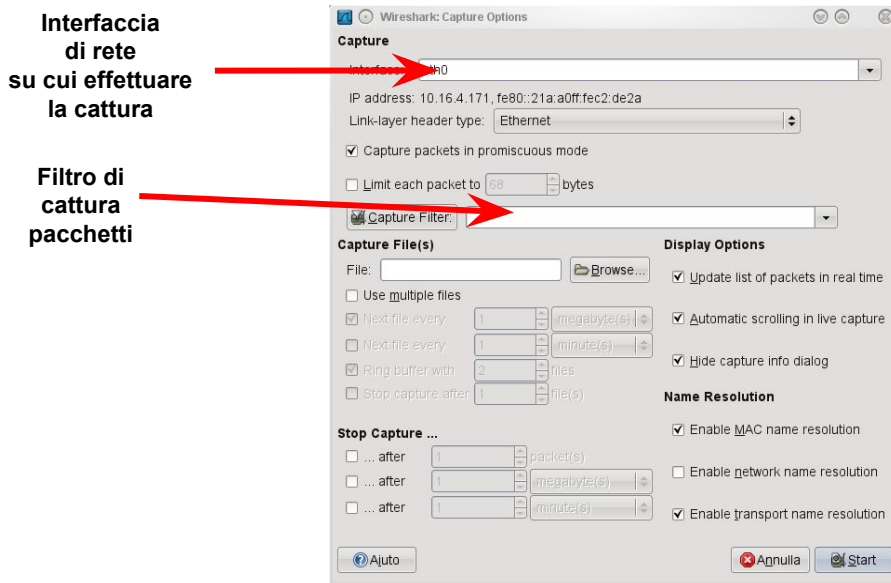 Interfaccia
di rete
su cui effettuare
la cattura
Filtro di
cattura
pacchetti
Wireshark: Capture Options
Capture
eth0
IP address: 10.16.4.171, fe80::21a:a0ff:fec2:de2a
Link-layer header type: Ethernet
Capture packets in promiscuous mode
Limit each packet to 68 bytes
Capture Filter:
Capture File(s)
File: Browse...
Use multiple files
Next file every 1 megabyte(s)
Next file every 1 minute(s)
Ring buffer with 2 files
Stop capture after 1 file(s)
Stop Capture ...
... after 1 packet(s)
... after 1 megabyte(s)
... after 1 minute(s)
Display Options
Update list of packets in real time
Automatic scrolling in live capture
Hide capture info dialog
Name Resolution
Enable MAC name resolution
Enable network name resolution
Enable transport name resolution
Aiuto
Annulla
Start